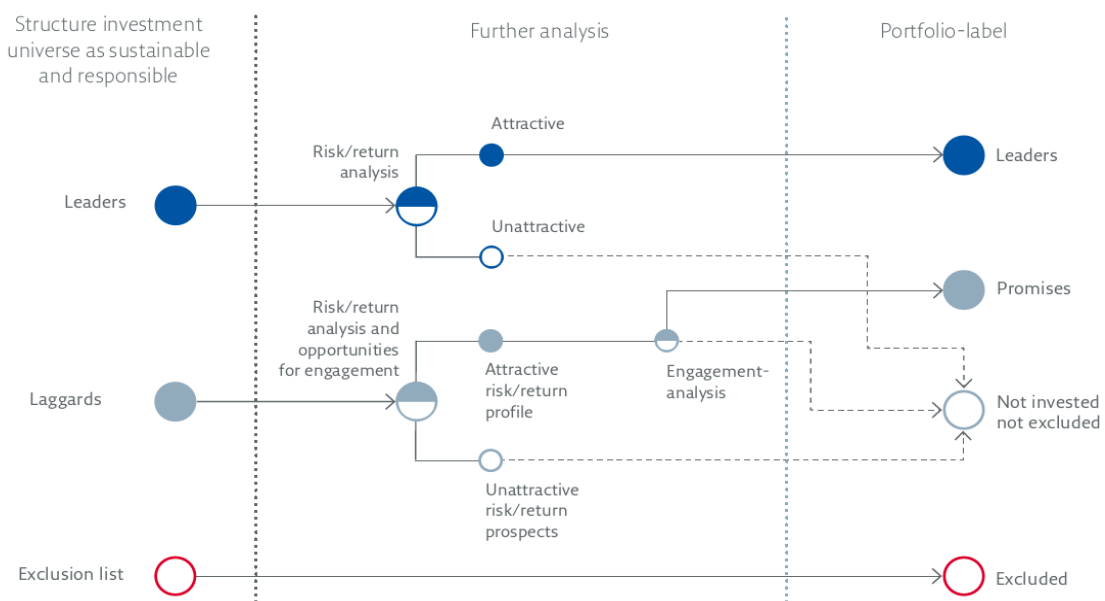 Structure investment
universe as sustainable
and responsible
Further analysis
Portfolio-label
Attractive
Risk/return
analysis
Leaders
Leaders
Unattractive
Promises
Risk/return
analysis and
opportunities
for engagement
Attractive
risk/return
profile
Engagement-
analysis
Laggards
Not invested
not excluded
Unattractive
risk/return
prospects
Exclusion list
Excluded